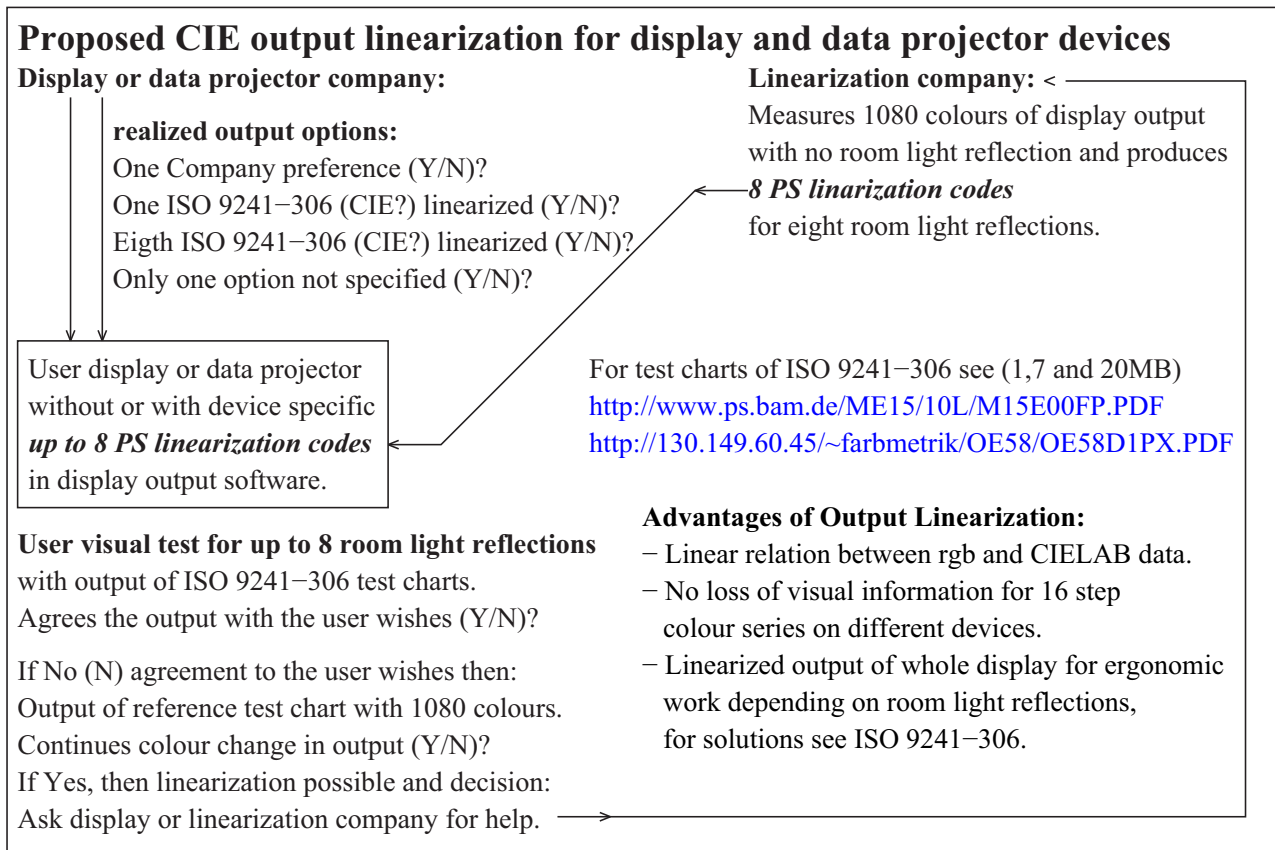 Proposed CIE output linearization for display and data projector devices
Display or data projector company:
realized output options:
One Company preference (Y/N)?
One ISO 9241−306 (CIE?) linearized (Y/N)?
Eigth ISO 9241−306 (CIE?) linearized (Y/N)?
Only one option not specified (Y/N)?
Linearization company:
Measures 1080 colours of display output
with no room light reflection and produces
8 PS linarization codes
for eight room light reflections.
User display or data projector
without or with device specific
up to 8 PS linearization codes
in display output software.
For test charts of ISO 9241−306 see (1,7 and 20MB)
http://www.ps.bam.de/ME15/10L/M15E00FP.PDF
http://130.149.60.45/~farbmetrik/OE58/OE58D1PX.PDF
User visual test for up to 8 room light reflections
with output of ISO 9241−306 test charts.
Agrees the output with the user wishes (Y/N)?
If No (N) agreement to the user wishes then:
Output of reference test chart with 1080 colours.
Continues colour change in output (Y/N)?
If Yes, then linearization possible and decision:
Ask display or linearization company for help.
Advantages of Output Linearization:
− Linear relation between rgb and CIELAB data.
− No loss of visual information for 16 step
colour series on different devices.
− Linearized output of whole display for ergonomic
work depending on room light reflections,
for solutions see ISO 9241−306.